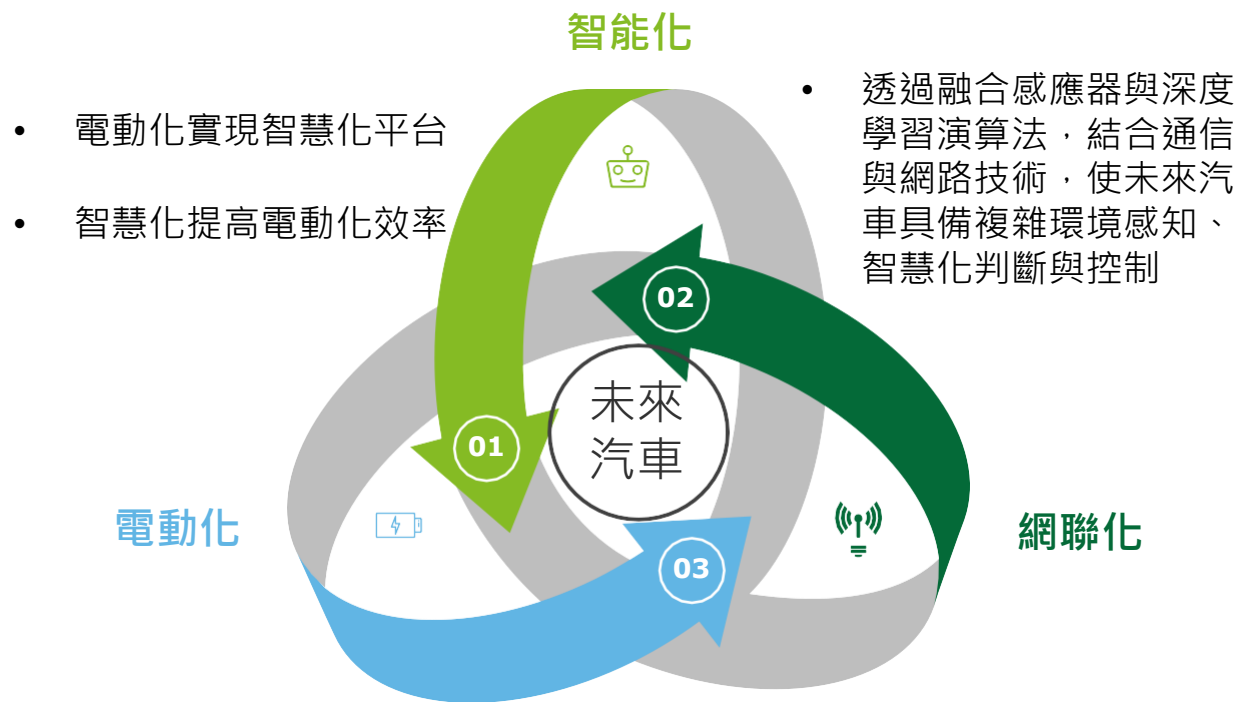 智能化
• 電動化實現智慧化平台
• 智慧化提高電動化效率
• 透過融合感應器與深度
學習演算法，結合通信
與網路技術，使未來汽
車具備複雜環境感知、
智慧化判斷與控制
02
未來
汽車
01
電動化
網聯化
03